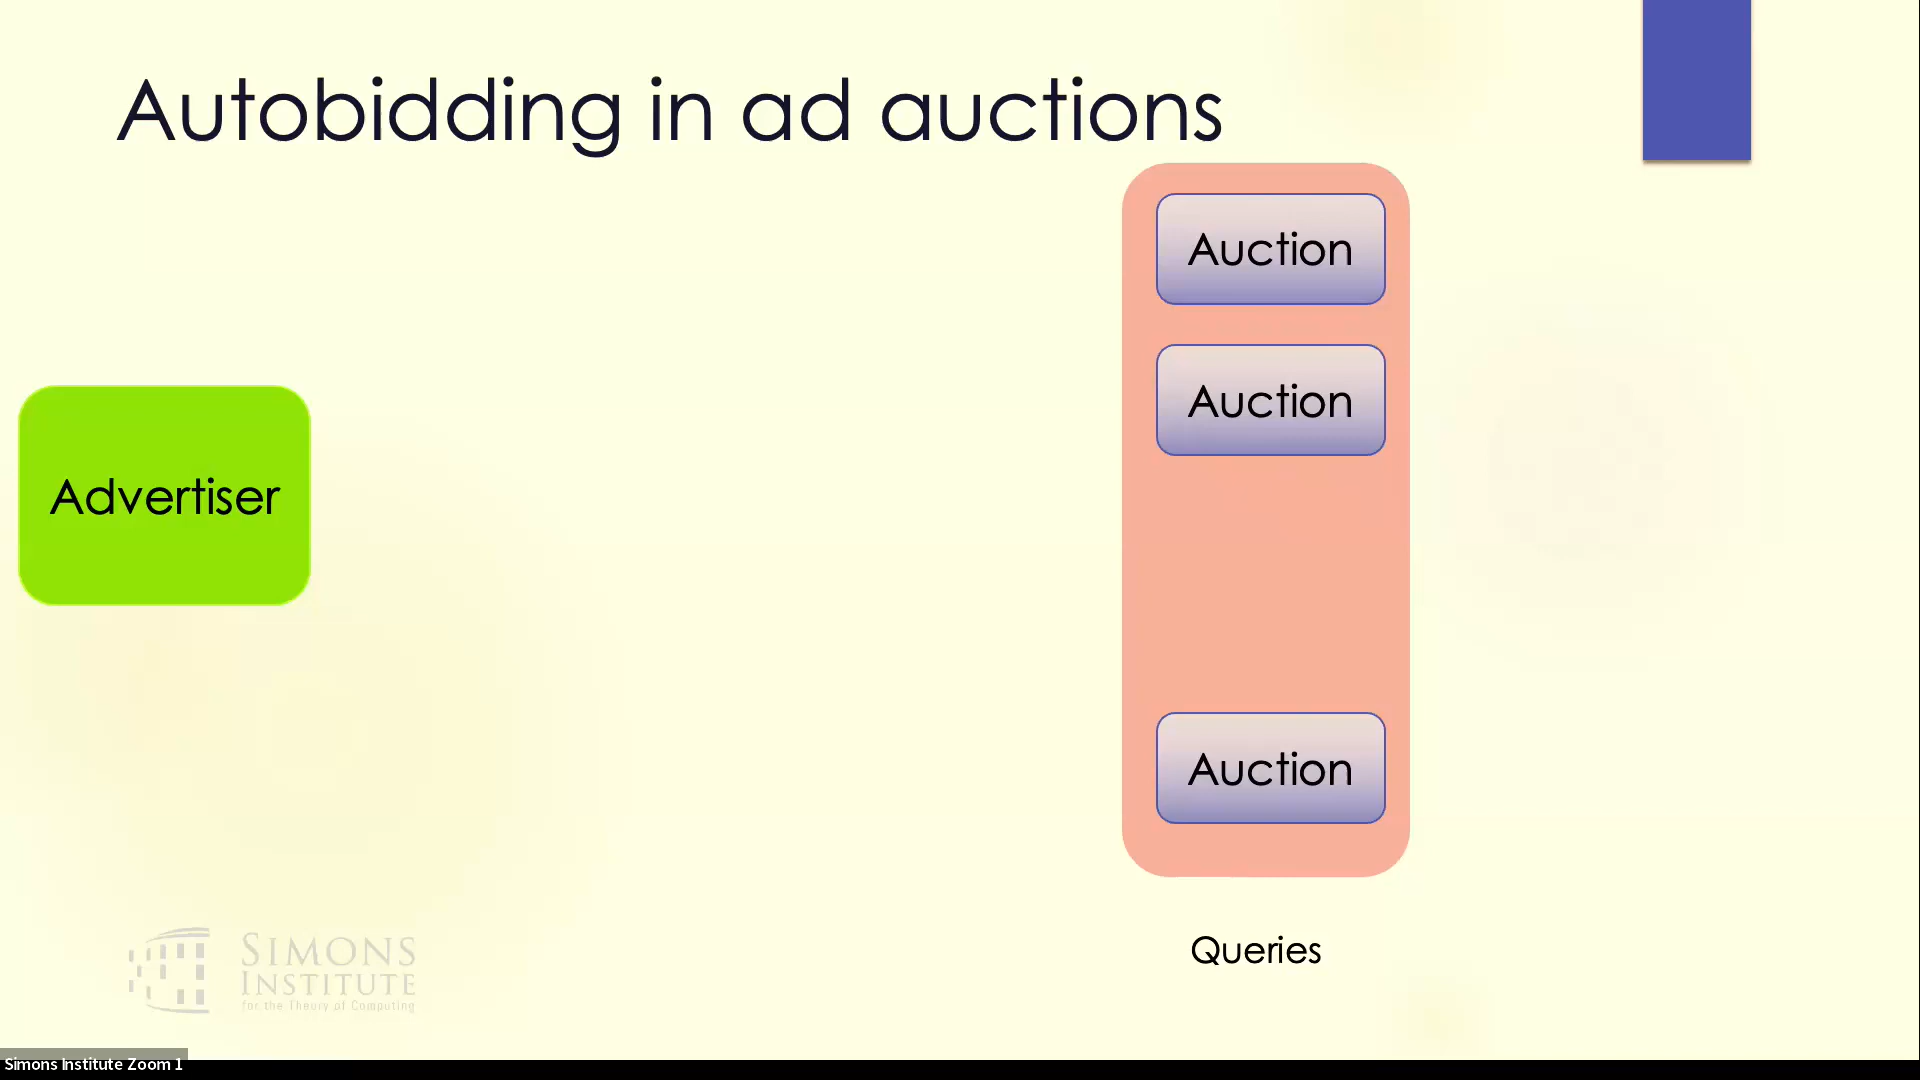 Autobidding in ad auctions
Auction
Auction
Advertiser
Auction
Queries
SIMONS
INSTITUTE
for the Theory of Computing
Simons Institute Zoom 1